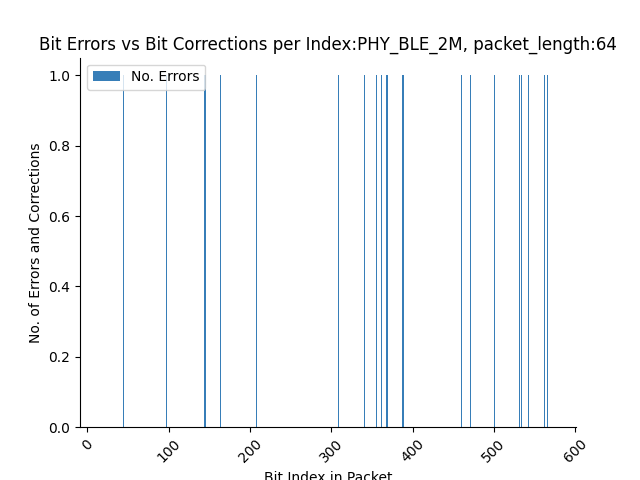 Bit Errors vs Bit Corrections per Index:PHY_BLE_2M, packet_length:64
No. Errors
No. of Errors and Corrections
1.0
0.8
0.6
0.4
0.2
0.0
0 100 200 300 400 500 600
Bit Index in Packet